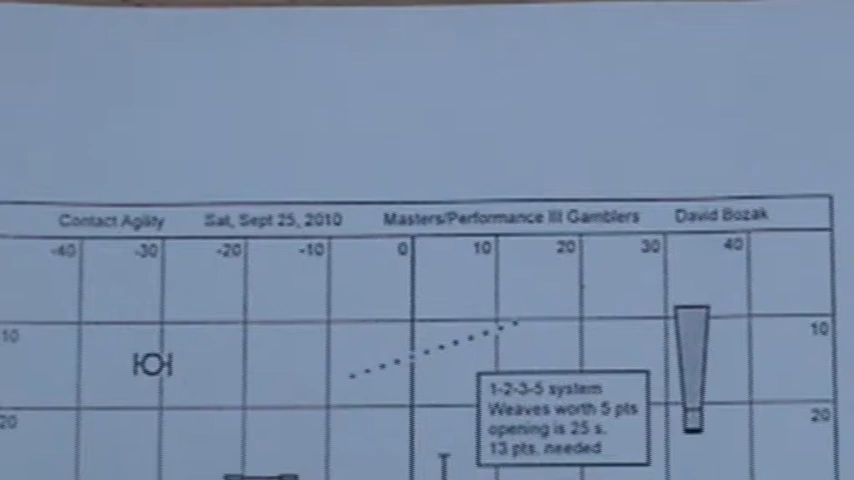 Contact Agility Sat, Sept 25, 2010 Masters/Performance III Gamblers David Bozak
-40 -30 -20 -10 0 10 20 30 40
10 10
1-2-3-5 system
Weaves worth 5 pts
opening is 25 s.
13 pts. needed
20 20